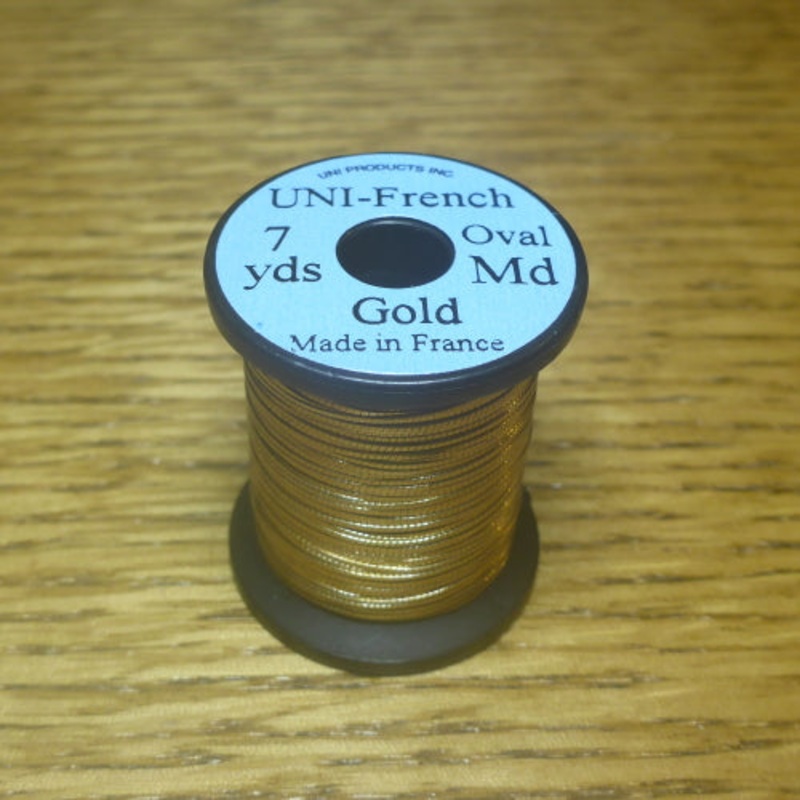 UNI PRODUCTS INC
UNI-French
7 yds
Oval Md
Gold
Made in France